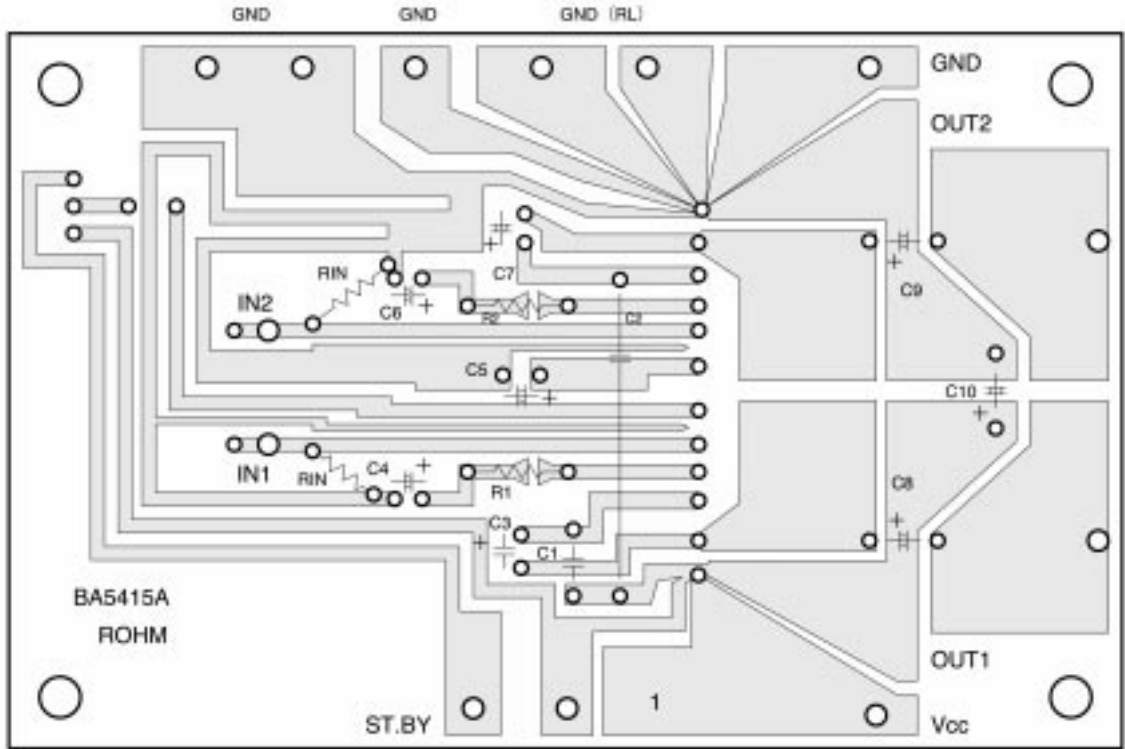 GND
GND
GND (RL)
GND
OUT2
C7
RIN
IN2
C6
R2
C2
C9
C5
C10
IN1
RIN
C4
R1
C8
C3
C1
BA5415A
ROHM
OUT1
1
ST.BY
Vcc